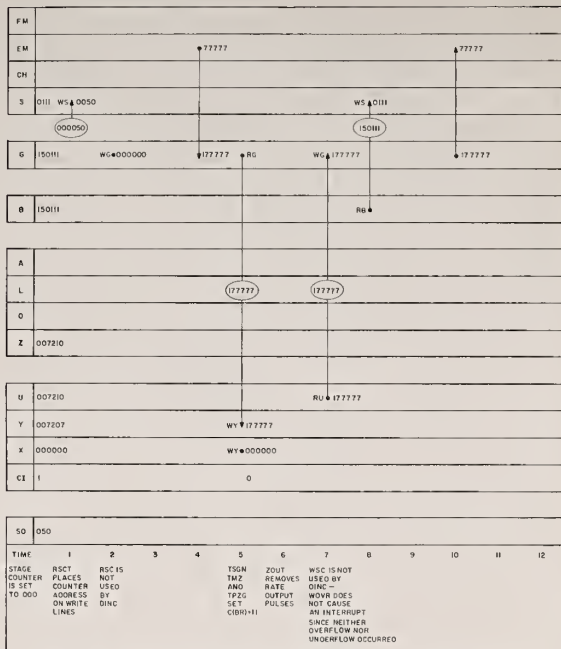 FM
EM 77777 77777
CH
S 0111 WS 0050 WS 0111
000050 150111
G 150111 WG 000000 177777 RG WG 177777 177777
B 150111 RB
A
L 177777 177777
Q
Z 007210
U 007210 RU 177777
Y 007207 WY 177777
X 000000 WY 000000
CI 1 0
SQ 050
TIME 1 2 3 4 5 6 7 8 9 10 11 12
STAGE RSCT RSC IS TSGN ZOUT WSC IS NOT
COUNTER PLACES NOT TMZ REMOVES USED BY
IS SET COUNTER USED AND RATE DINC —
TO 000 ADDRESS BY TPZG OUTPUT WOVR DOES
ON WRITE DINC SET PULSES NOT CAUSE
LINES C(BR)=11 AN INTERRUPT
SINCE NEITHER
OVERFLOW NOR
UNDERFLOW OCCURRED